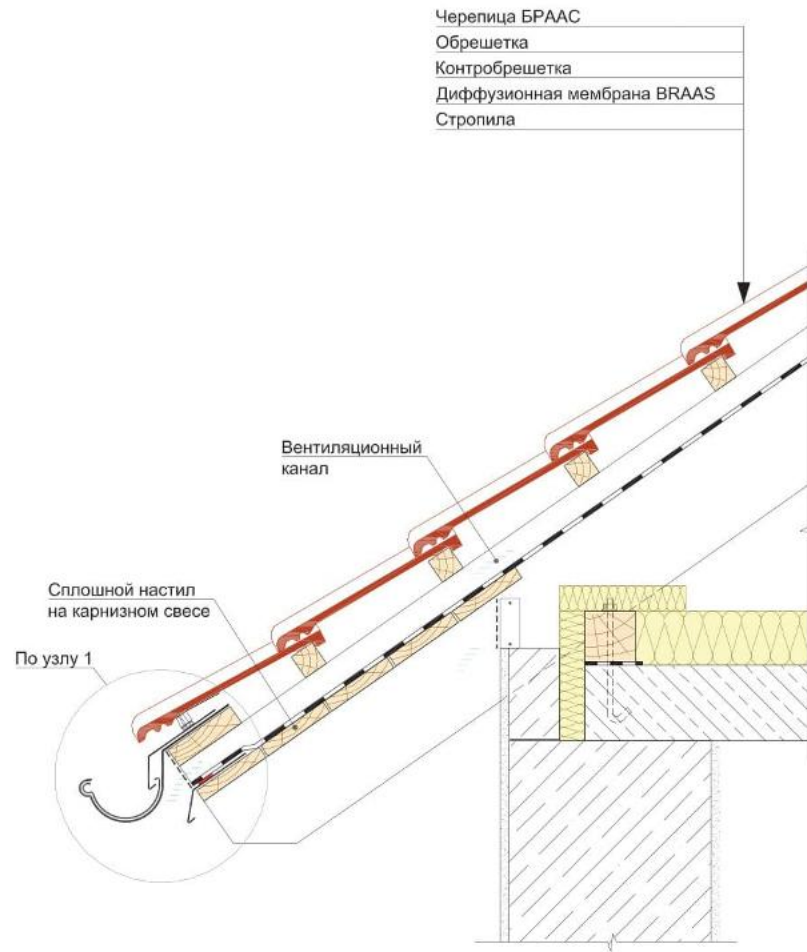 Черепица БРААС
Обрешетка
Контробрешетка
Диффузионная мембрана BRAAS
Стропила
Вентиляционный
канал
Сплошной настил
на карнизном свесе
По узлу 1